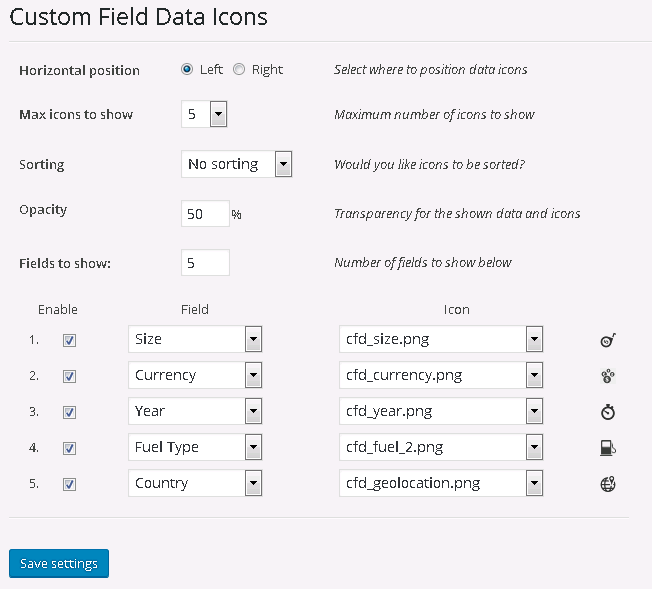 Custom Field Data Icons
Horizontal position Left Right Select where to position data icons
Max icons to show 5 Maximum number of icons to show
Sorting No sorting Would you like icons to be sorted?
Opacity 50 % Transparency for the shown data and icons
Fields to show: 5 Number of fields to show below
Enable Field Icon
1. Size cfd_size.png
2. Currency cfd_currency.png
3. Year cfd_year.png
4. Fuel Type cfd_fuel_2.png
5. Country cfd_geolocation.png
Save settings